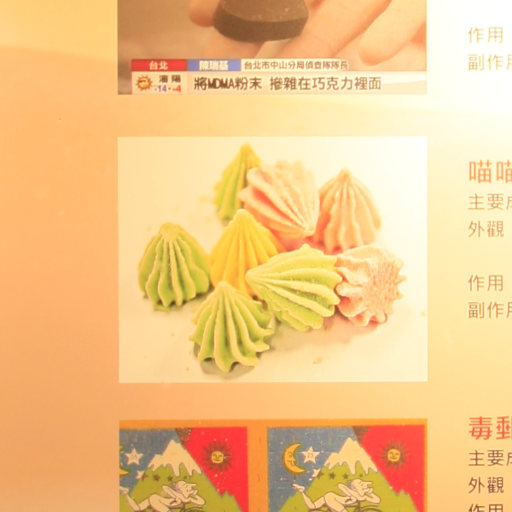 作用
副作用
台北 陳瑞基 台北市中山分局偵查隊隊長
瀋陽
-14~-4
將MDMA粉末 摻雜在巧克力裡面
喵喵
主要成
外觀
作用
副作用
毒郵
主要成
外觀
作用